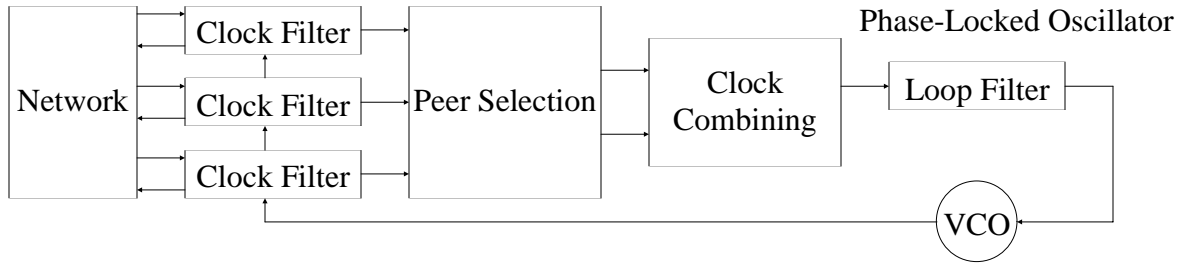 Phase-Locked Oscillator
Network
Clock Filter
Clock Filter
Clock Filter
Peer Selection
Clock
Combining
Loop Filter
VCO